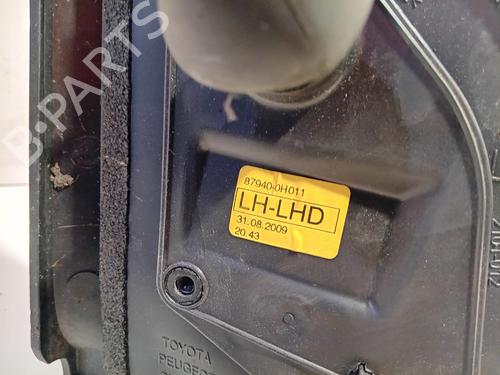 B-PARTS
87940-0H011
LH-LHD
31.08.2009
20.43
TOYOTA
PEUGEOT